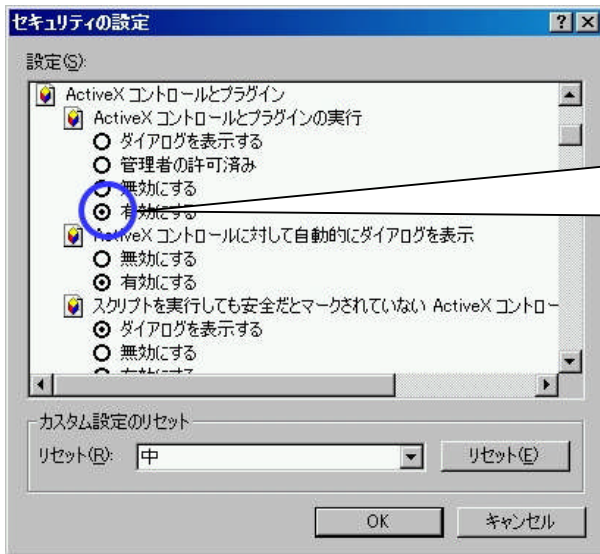 セキュリティの設定
設定(S):
ActiveX コントロールとプラグイン
ActiveX コントロールとプラグインの実行
ダイアログを表示する
管理者の許可済み
無効にする
有効にする
ActiveX コントロールに対して自動的にダイアログを表示
無効にする
有効にする
スクリプトを実行しても安全だとマークされていない ActiveX コントロー
ダイアログを表示する
無効にする
カスタム設定のリセット
リセット(R): 中 リセット(E)
OK キャンセル